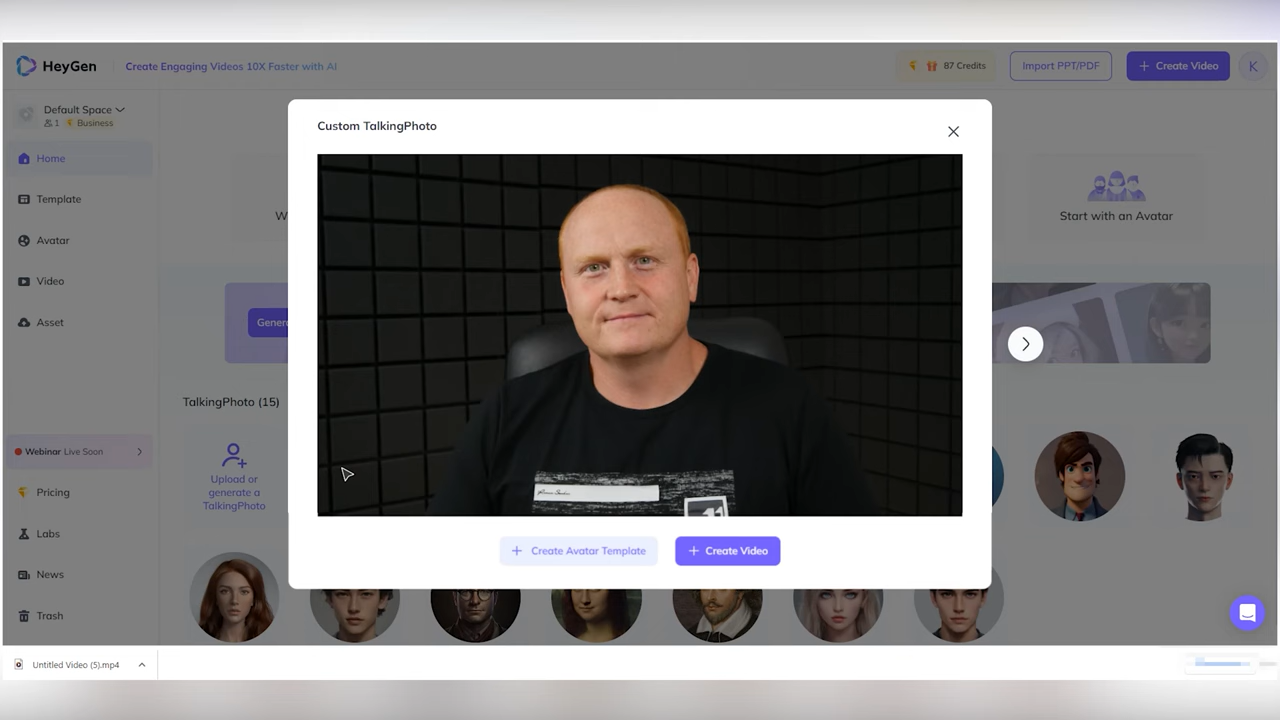 HeyGen
Create Engaging Videos 10X Faster with AI
87 Credits
Import PPT/PDF
+ Create Video
K
Default Space
1 Business
Custom TalkingPhoto
Home
Template
W
Start with an Avatar
Avatar
Video
Asset
Gener
TalkingPhoto (15)
Webinar Live Soon
Upload or
generate a
TalkingPhoto
Pricing
Labs
News
Trash
+ Create Avatar Template
+ Create Video
Untitled Video (5).mp4